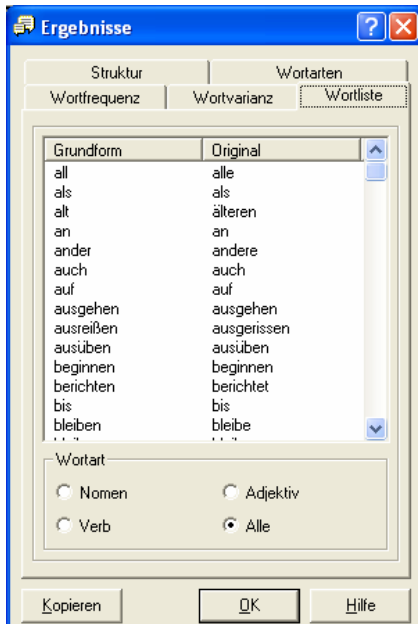 Ergebnisse
Struktur Wortarten
Wortfrequenz Wortvarianz Wortliste
Grundform Original
all alle
als als
alt älteren
an an
ander andere
auch auch
auf auf
ausgehen ausgehen
ausreißen ausgerissen
ausüben ausüben
beginnen beginnen
berichten berichtet
bis bis
bleiben bleibe
Wortart
Nomen Adjektiv
Verb Alle
Kopieren OK Hilfe